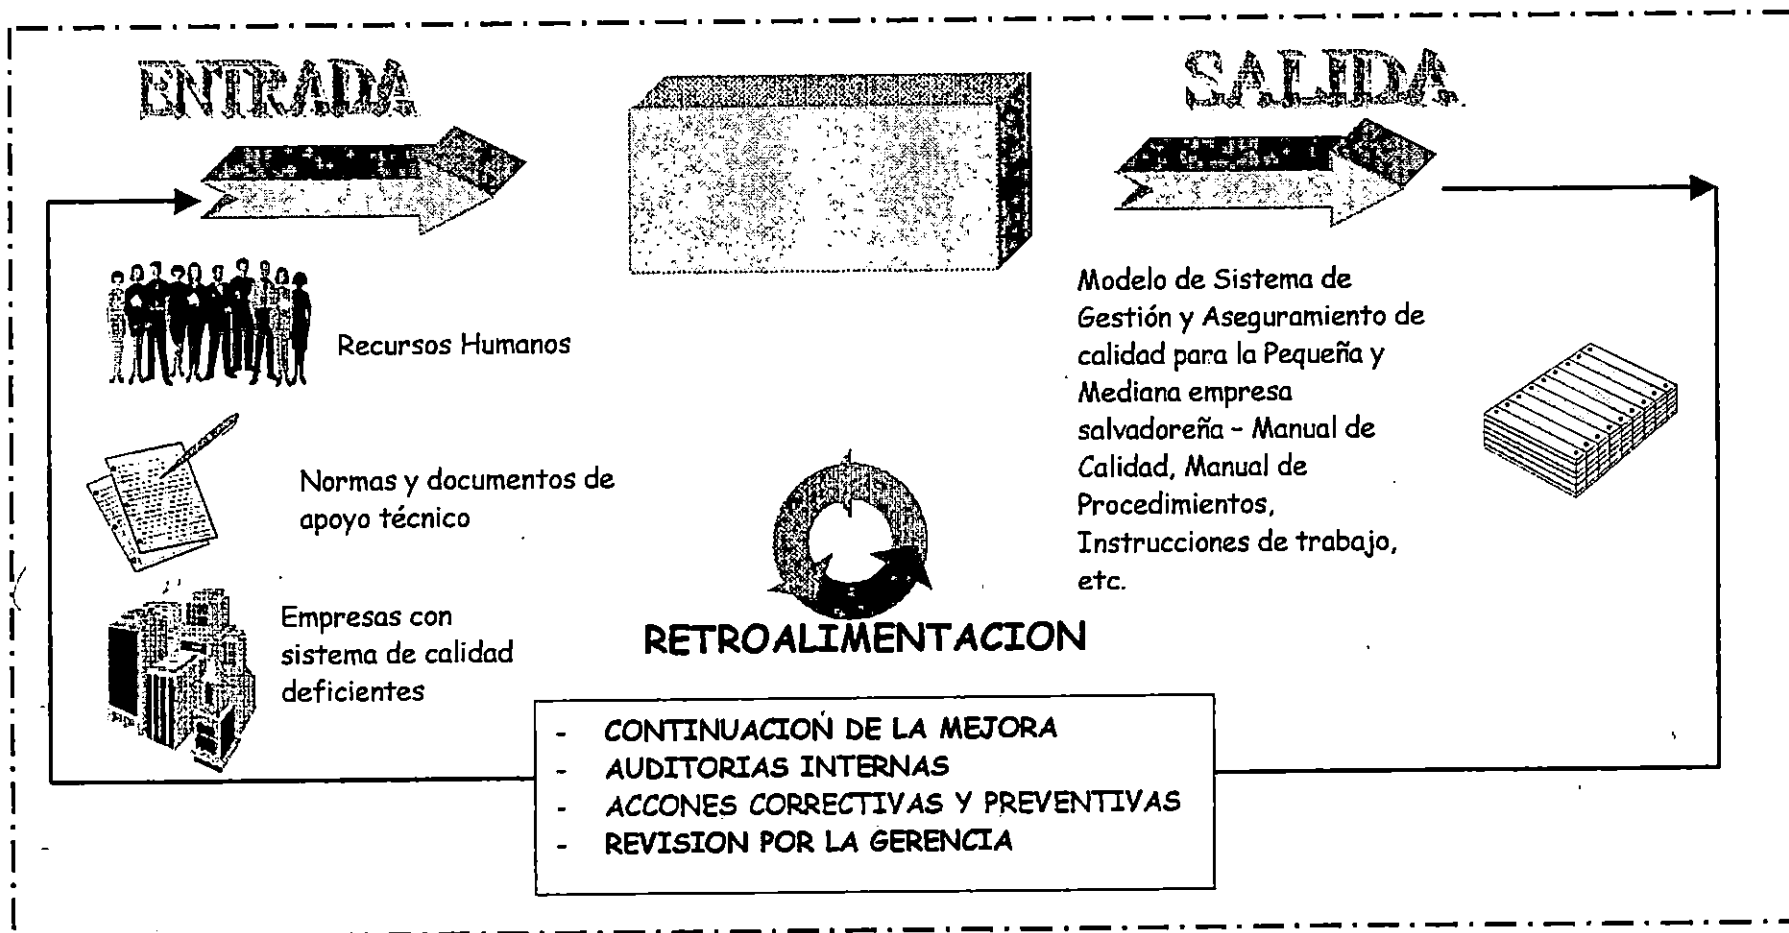 ENTRADA
SALIDA
Recursos Humanos
Normas y documentos de
apoyo técnico
Empresas con
sistema de calidad
deficientes
Modelo de Sistema de
Gestión y Aseguramiento de
calidad para la Pequeña y
Mediana empresa
salvadoreña - Manual de
Calidad, Manual de
Procedimientos,
Instrucciones de trabajo,
etc.
RETROALIMENTACION
- CONTINUACION DE LA MEJORA
- AUDITORIAS INTERNAS
- ACCONES CORRECTIVAS Y PREVENTIVAS
- REVISION POR LA GERENCIA